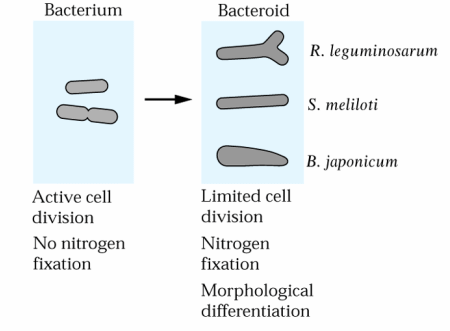 Bacterium
Bacteroid
R. leguminosarum
S. meliloti
B. japonicum
Active cell
division
No nitrogen
fixation
Limited cell
division
Nitrogen
fixation
Morphological
differentiation